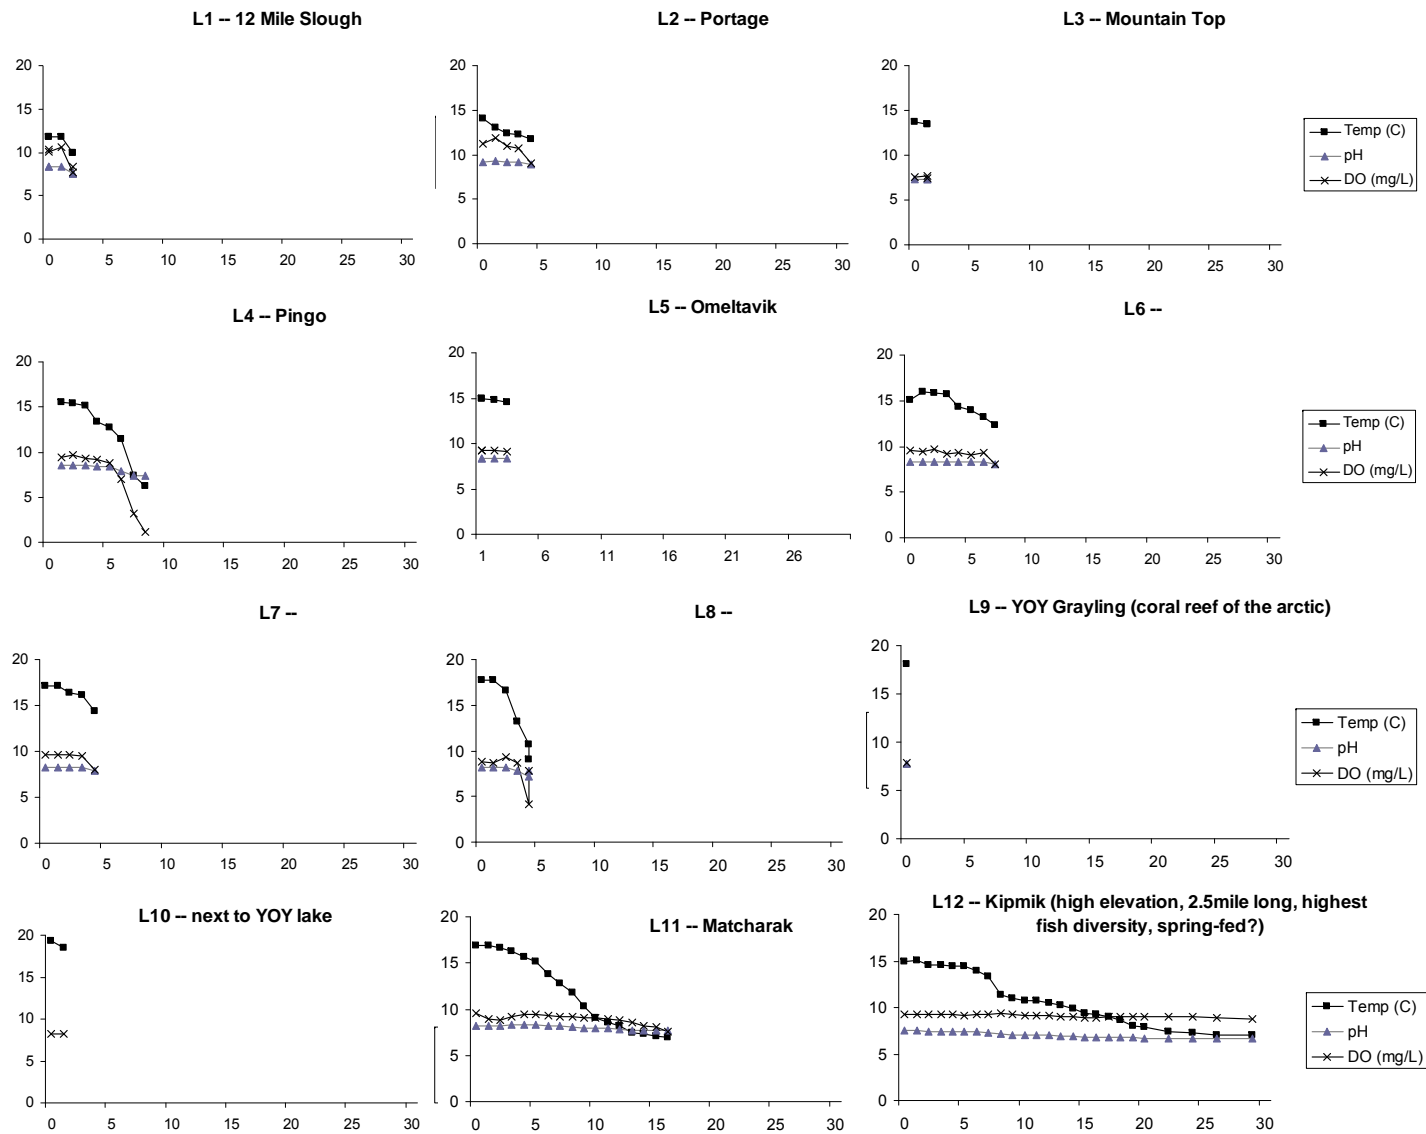 L1 -- 12 Mile Slough
L2 -- Portage
L3 -- Mountain Top
20
15
10
5
0
0 5 10 15 20 25 30
20
15
10
5
0
0 5 10 15 20 25 30
20
15
10
5
0
0 5 10 15 20 25 30
Temp (C)
pH
DO (mg/L)
L4 -- Pingo
L5 -- Omeltavik
L6 --
20
15
10
5
0
0 5 10 15 20 25 30
20
15
10
5
0
1 6 11 16 21 26
20
15
10
5
0
0 5 10 15 20 25 30
Temp (C)
pH
DO (mg/L)
L7 --
L8 --
L9 -- YOY Grayling (coral reef of the arctic)
20
15
10
5
0
0 5 10 15 20 25 30
20
15
10
5
0
0 5 10 15 20 25 30
20
15
10
5
0
0 5 10 15 20 25 30
Temp (C)
pH
DO (mg/L)
L10 -- next to YOY lake
L11 -- Matcharak
L12 -- Kipmik (high elevation, 2.5mile long, highest
fish diversity, spring-fed?)
20
15
10
5
0
0 5 10 15 20 25 30
20
15
10
5
0
0 5 10 15 20 25 30
20
15
10
5
0
0 5 10 15 20 25 30
Temp (C)
pH
DO (mg/L)